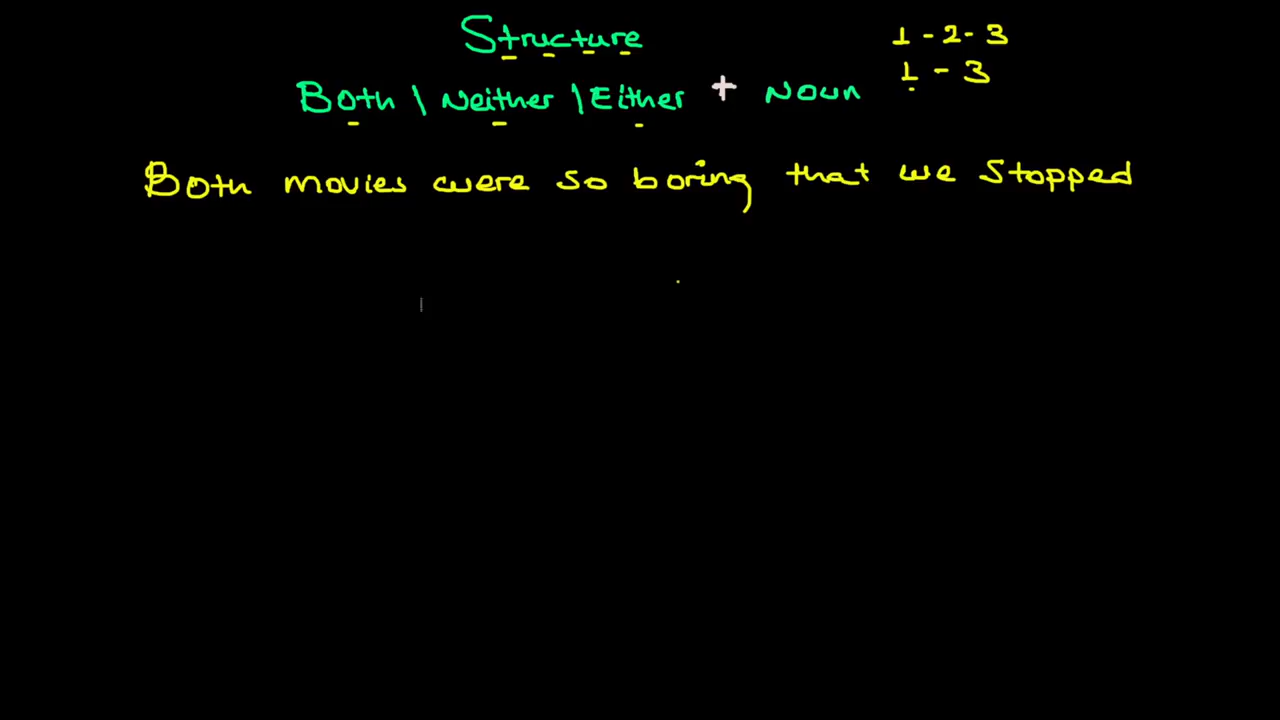 Structure
1 - 2 - 3
1 - 3
Both \ Neither \ Either + Noun
Both movies were so boring that we stopped